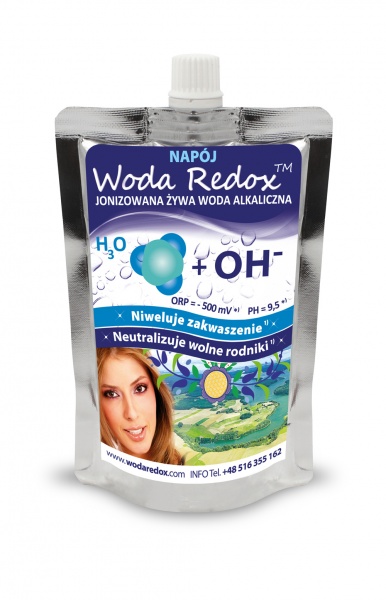 NAPÓJ
Woda Redox™
JONIZOWANA ŻYWA WODA ALKALICZNA
H3O + OH⁻
ORP = - 500 mV *) PH = 9,5 *)
Niweluje zakwaszenie ¹⁾
Neutralizuje wolne rodniki ¹⁾
www.wodaredox.com INFO Tel. +48 516 355 162